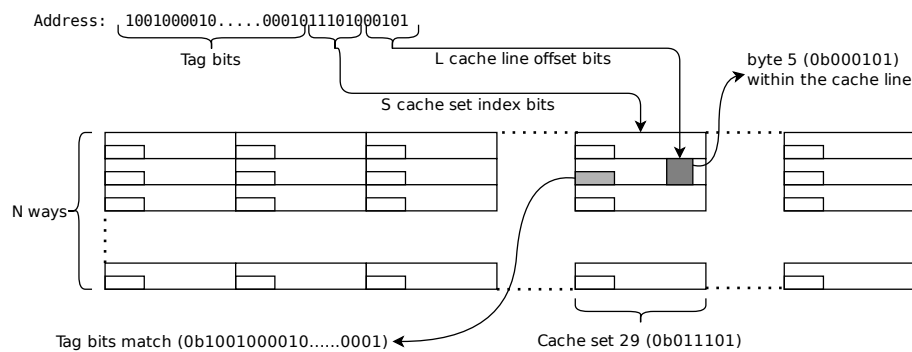 Address: 1001000010.....0001011101000101
Tag bits
L cache line offset bits
byte 5 (0b000101)
within the cache line
S cache set index bits
N ways
Tag bits match (0b1001000010......0001)
Cache set 29 (0b011101)